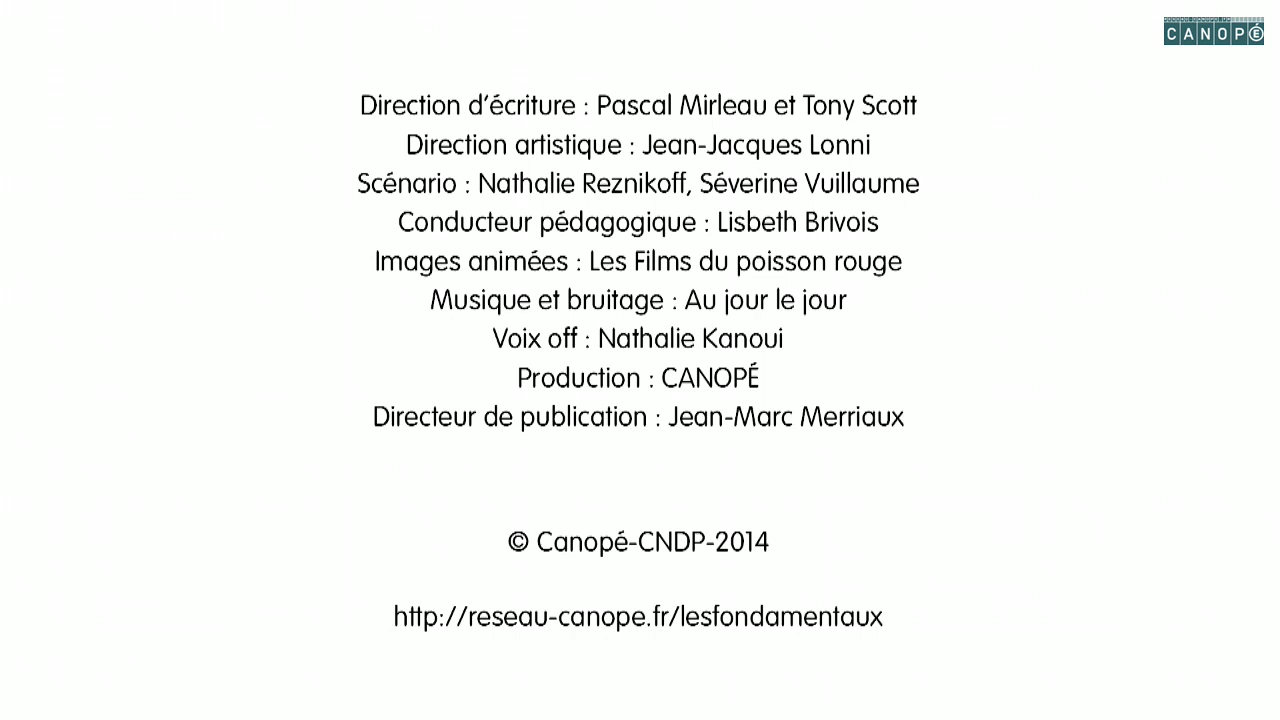 CANOPÉ
Direction d'écriture : Pascal Mirleau et Tony Scott
Direction artistique : Jean-Jacques Lonni
Scénario : Nathalie Reznikoff, Séverine Vuillaume
Conducteur pédagogique : Lisbeth Brivois
Images animées : Les Films du poisson rouge
Musique et bruitage : Au jour le jour
Voix off : Nathalie Kanoui
Production : CANOPÉ
Directeur de publication : Jean-Marc Merriaux
© Canopé-CNDP-2014
http://reseau-canope.fr/lesfondamentaux